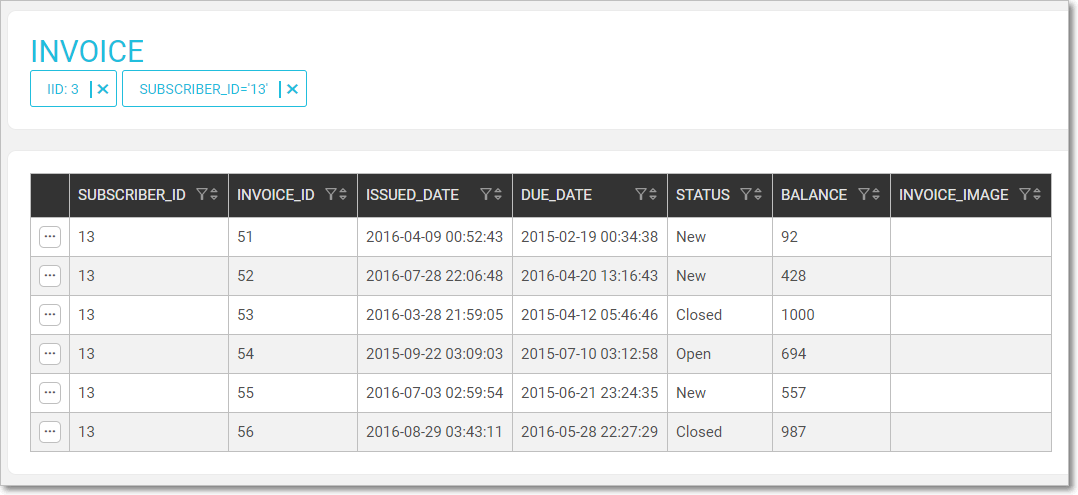 INVOICE
IID: 3 SUBSCRIBER_ID='13'
SUBSCRIBER_ID INVOICE_ID ISSUED_DATE DUE_DATE STATUS BALANCE INVOICE_IMAGE
13 51 2016-04-09 00:52:43 2015-02-19 00:34:38 New 92
13 52 2016-07-28 22:06:48 2016-04-20 13:16:43 New 428
13 53 2016-03-28 21:59:05 2015-04-12 05:46:46 Closed 1000
13 54 2015-09-22 03:09:03 2015-07-10 03:12:58 Open 694
13 55 2016-07-03 02:59:54 2015-06-21 23:24:35 New 557
13 56 2016-08-29 03:43:11 2016-05-28 22:27:29 Closed 987